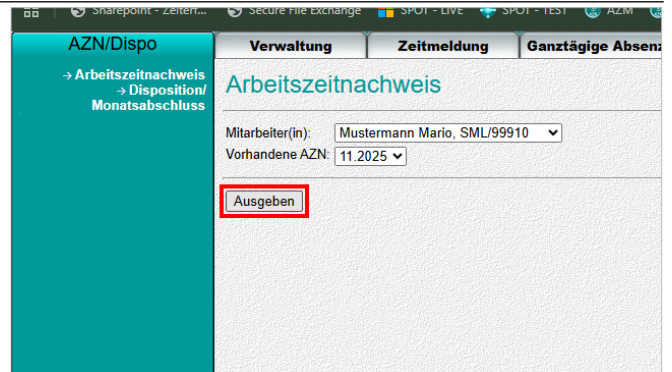 Sharepoint - Zeiterf...
Secure File Exchange
SPOT - LIVE
SPOT - TEST
AZM
AZN/Dispo
Verwaltung
Zeitmeldung
Ganztägige Absenz
→ Arbeitszeitnachweis
→ Disposition/
Monatsabschluss
Arbeitszeitnachweis
Mitarbeiter(in): Mustermann Mario, SML/99910
Vorhandene AZN: 11.2025
Ausgeben